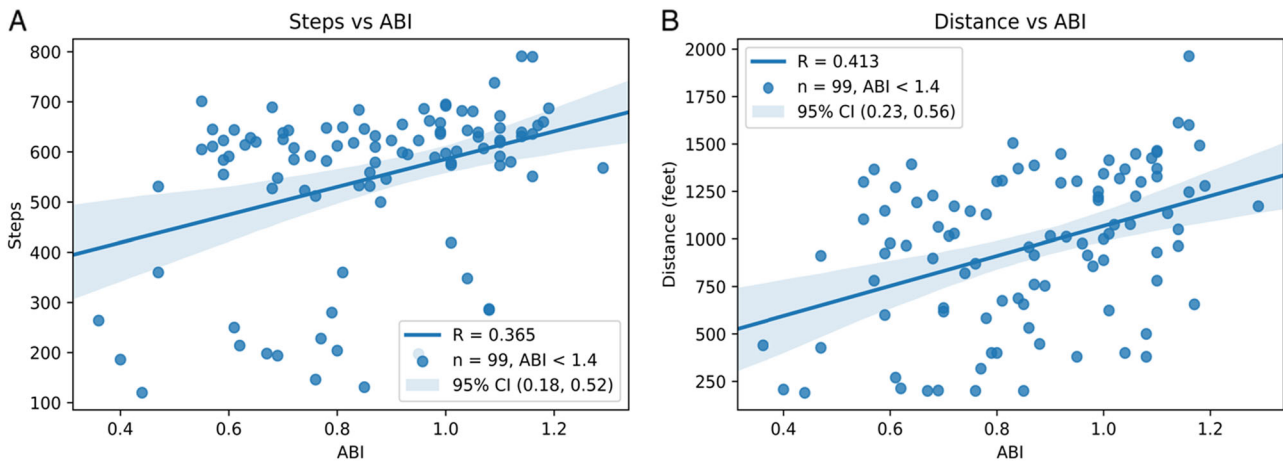 A
Steps vs ABI
Steps
800
700
600
500
400
300
200
100
R = 0.365
n = 99, ABI < 1.4
95% CI (0.18, 0.52)
0.4 0.6 0.8 1.0 1.2
ABI
B
Distance vs ABI
Distance (feet)
2000
1750
1500
1250
1000
750
500
250
R = 0.413
n = 99, ABI < 1.4
95% CI (0.23, 0.56)
0.4 0.6 0.8 1.0 1.2
ABI